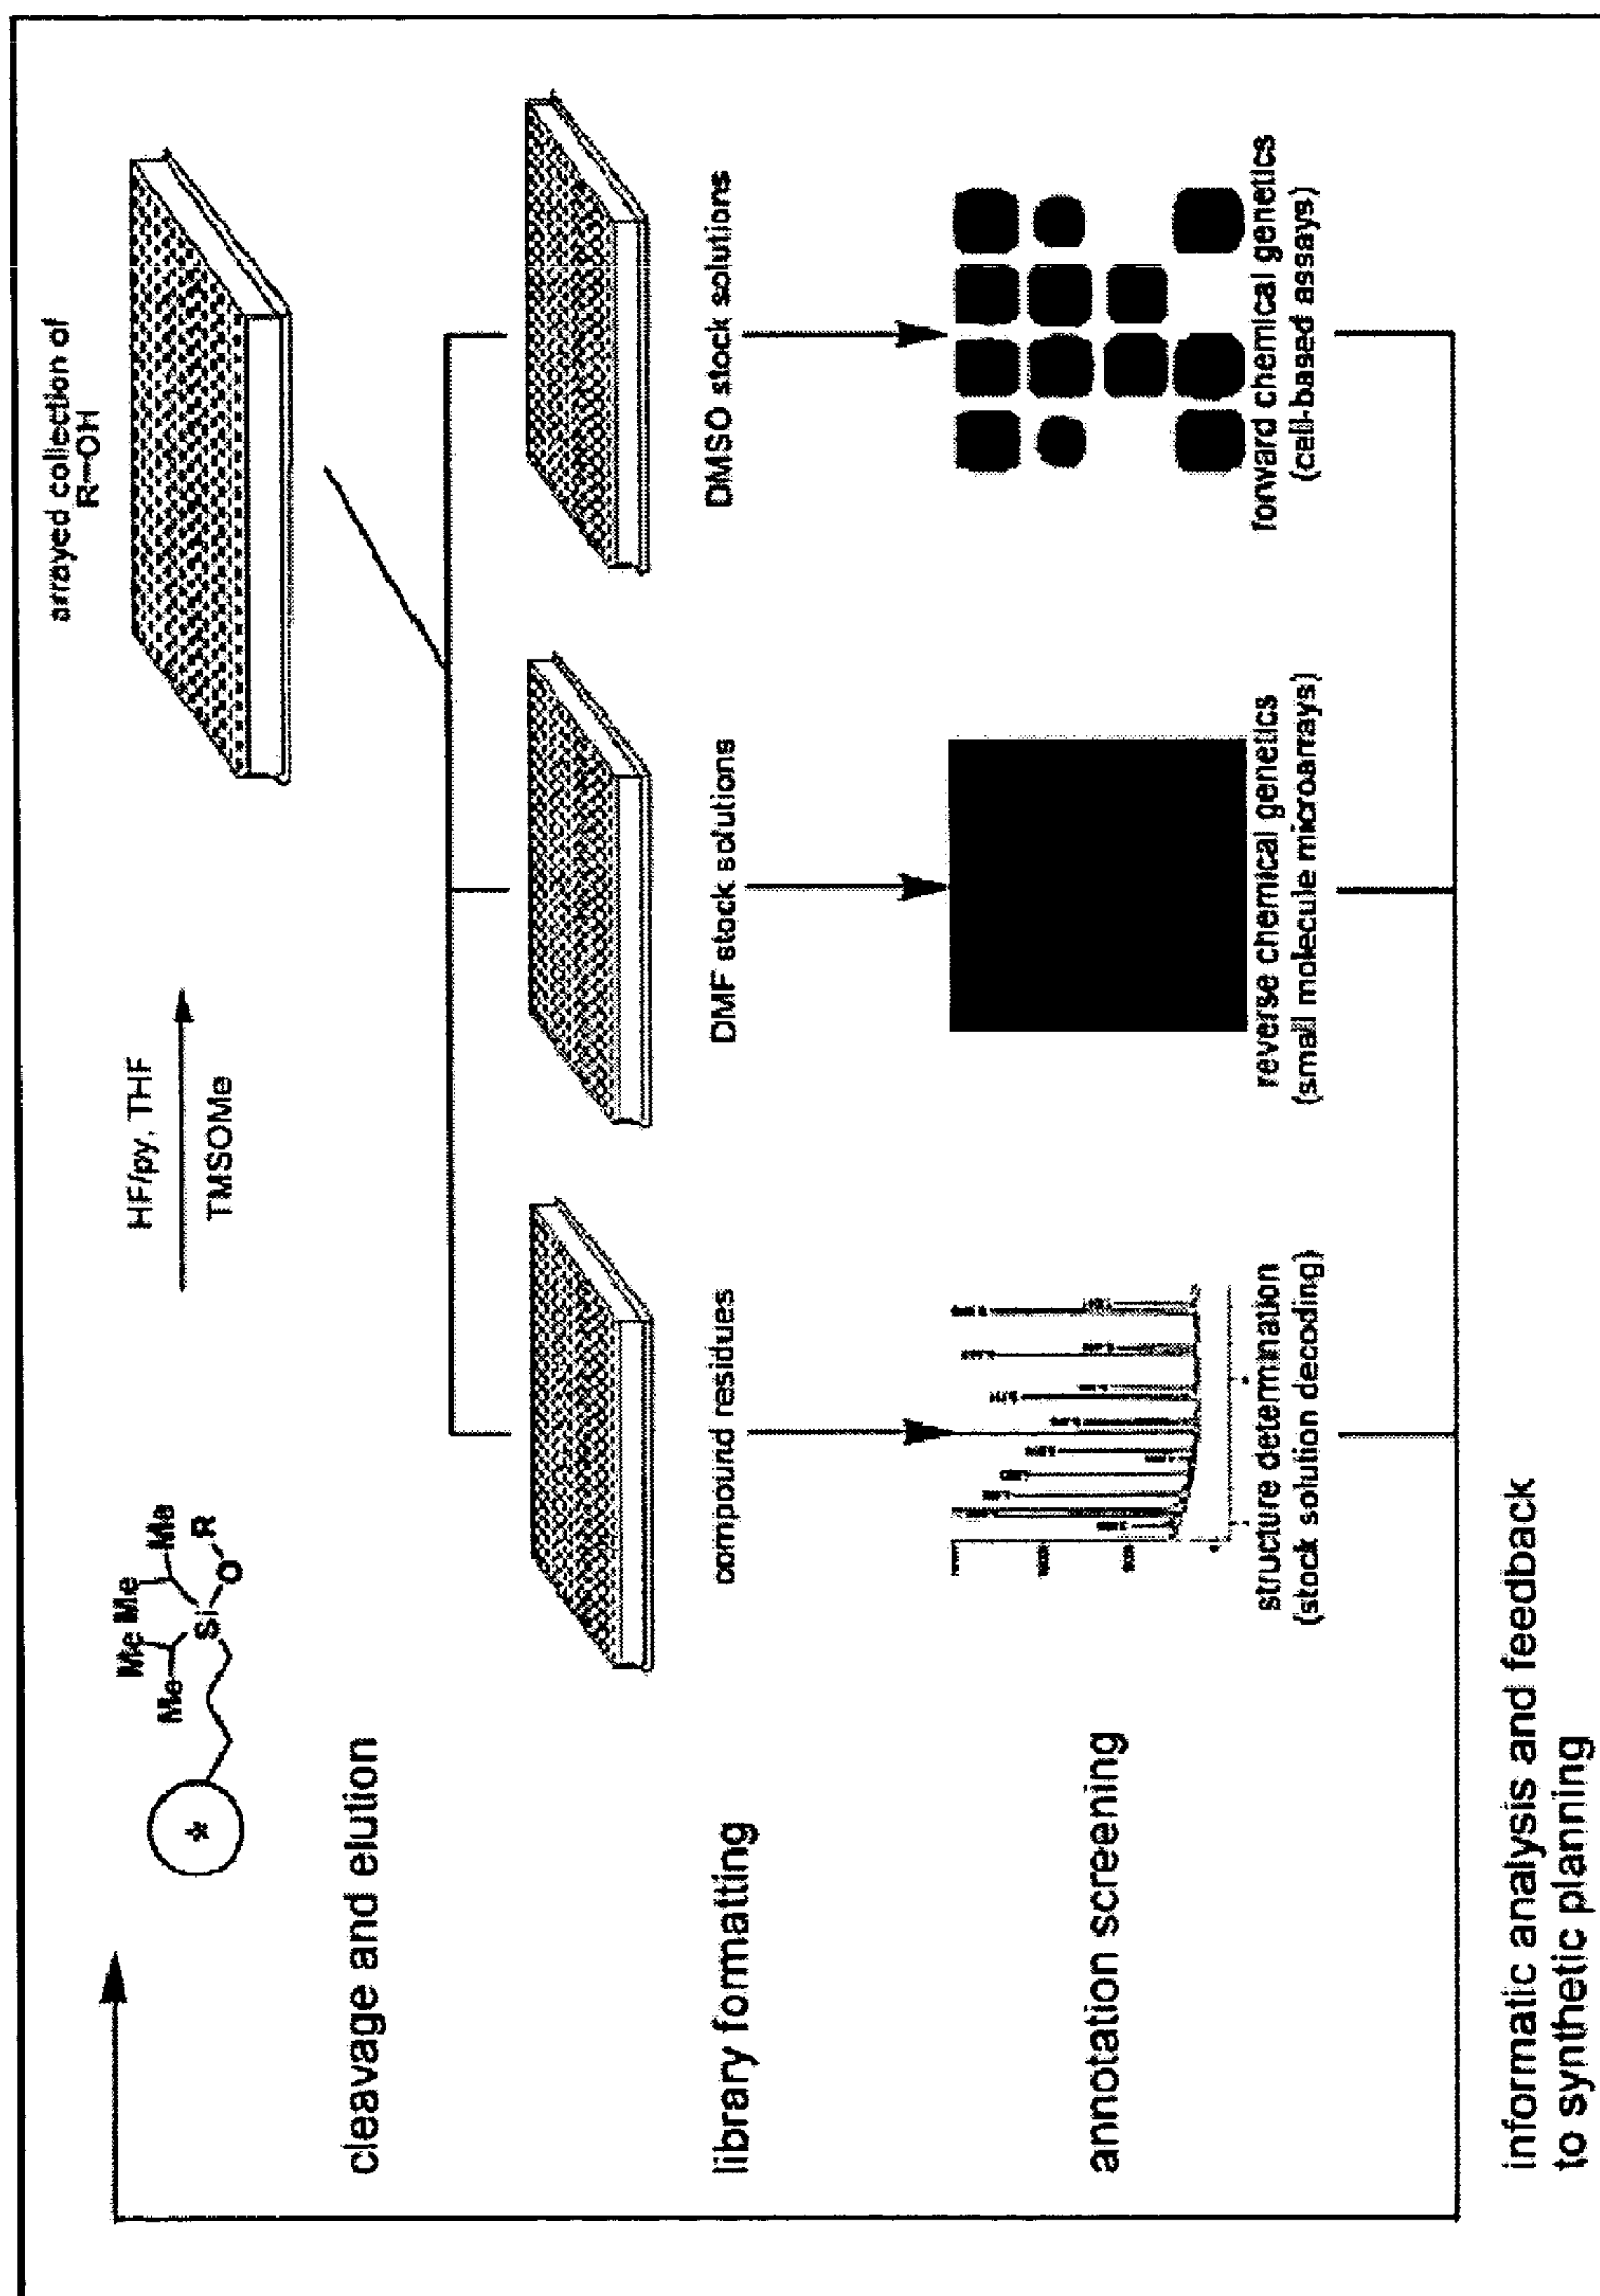 HF/py, THF
TMSOMe
arrayed collection of
R—OH
Me Me
Me Me
Si
O R
*
cleavage and elution
library formatting
compound residues
DMF stock solutions
DMSO stock solutions
annotation screening
structure determination
(stock solution decoding)
reverse chemical genetics
(small molecule microarrays)
forward chemical genetics
(cell-based assays)
informatic analysis and feedback
to synthetic planning